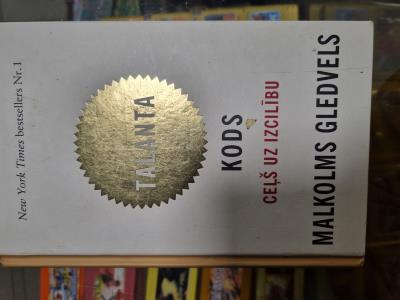 New York Times bestsellers Nr.1
TALANTA
KODS
CEĻŠ UZ IZCILĪBU
MALKOLMS GLEDVELS